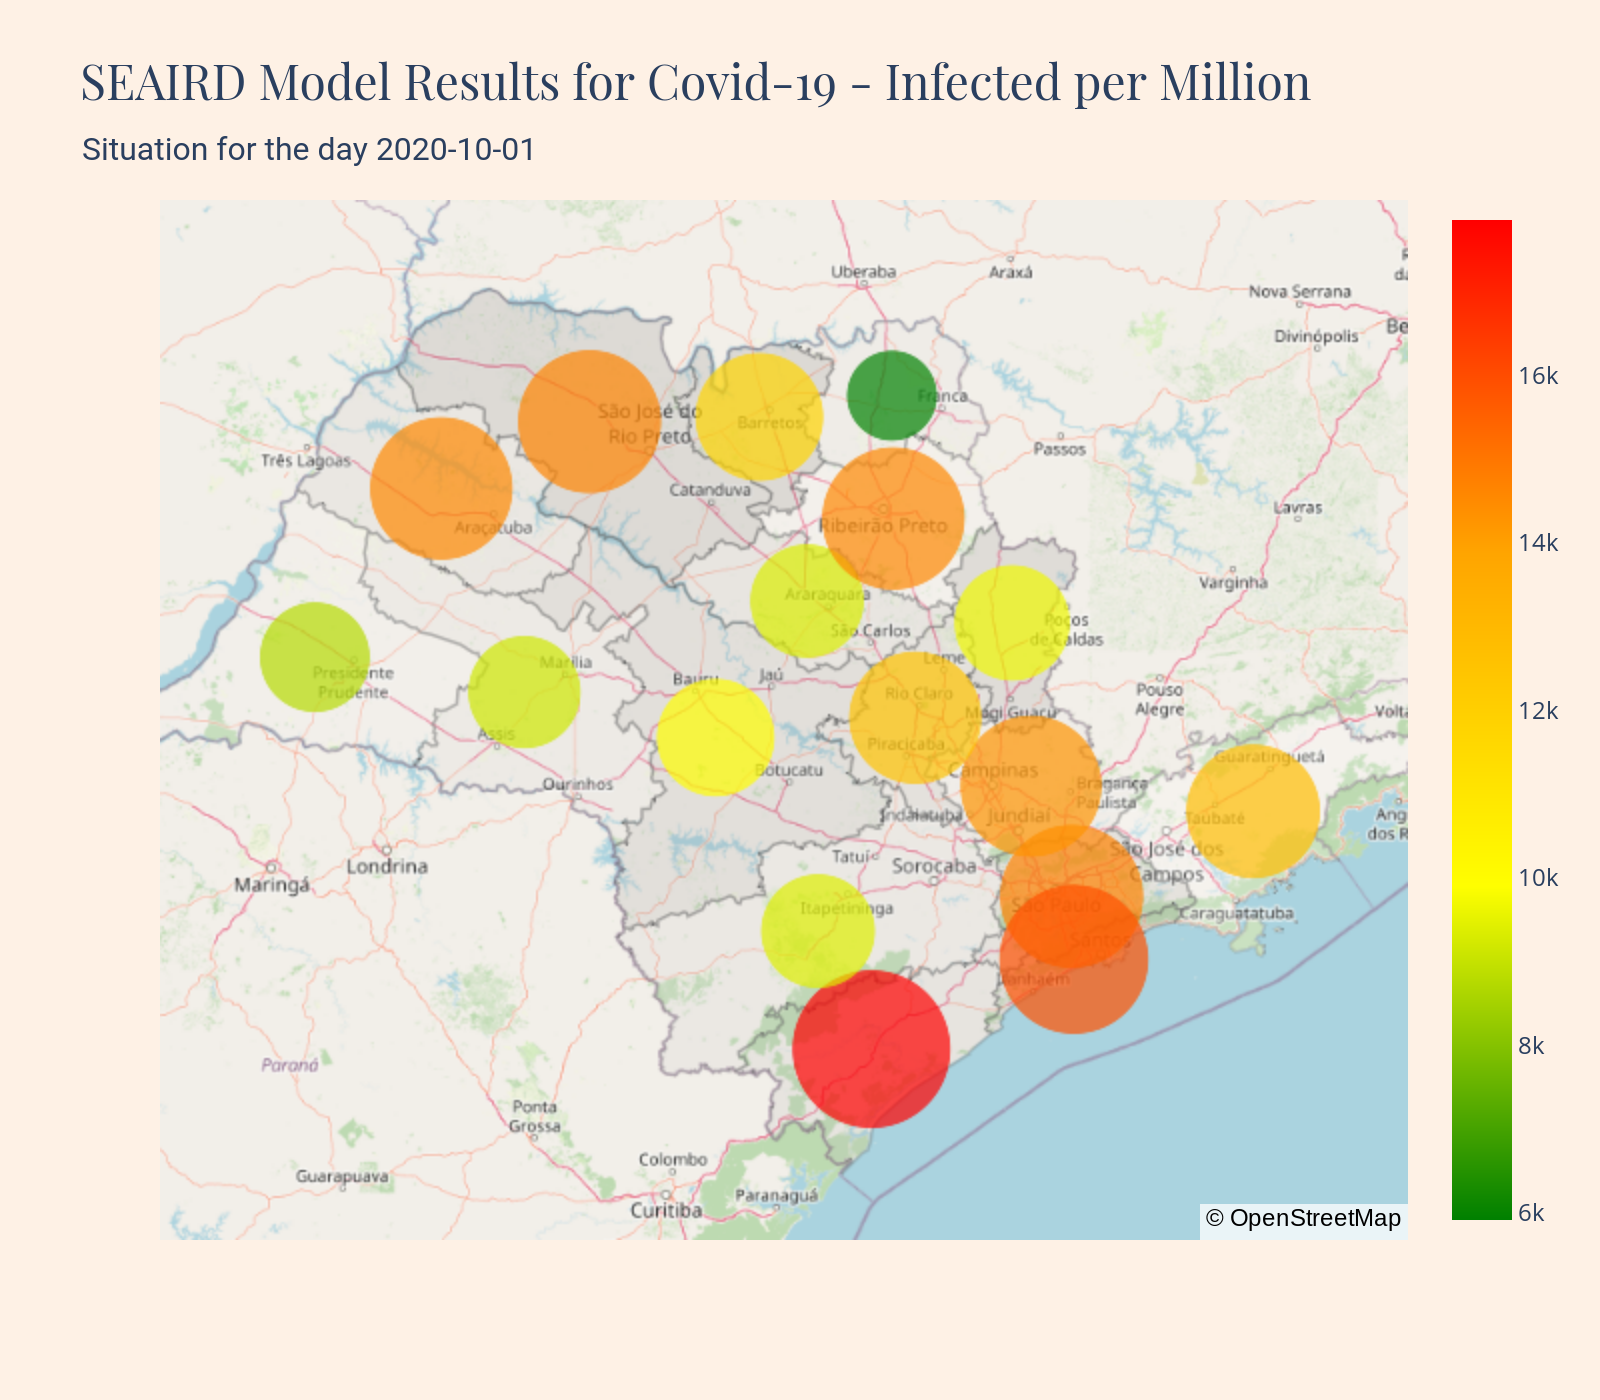 SEAIRD Model Results for Covid-19 - Infected per Million
Situation for the day 2020-10-01
Uberaba
Araxá
Nova Serrana
Divinópolis
Be
16k
Franca
São José do
Rio Preto
Barretos
Passos
Três Lagoas
Catanduva
Araçatuba
Ribeirão Preto
Lavras
14k
Varginha
Araraquara
São Carlos
Poços
de Caldas
Leme
Marília
Presidente
Prudente
Bauru
Jaú
Rio Claro
Mogi Guaçu
Pouso
Alegre
Volta
12k
Assis
Piracicaba
Guaratinguetá
Ourinhos
Botucatu
Campinas
Bragança
Paulista
Indaiatuba
Jundiaí
Taubaté
Ang
dos R
Londrina
Maringá
Tatuí
Sorocaba
São José dos
Campos
10k
Itapetininga
São Paulo
Caraguatatuba
Santos
Itanhaém
8k
Paraná
Ponta
Grossa
Colombo
Guarapuava
Curitiba
Paranaguá
6k
© OpenStreetMap